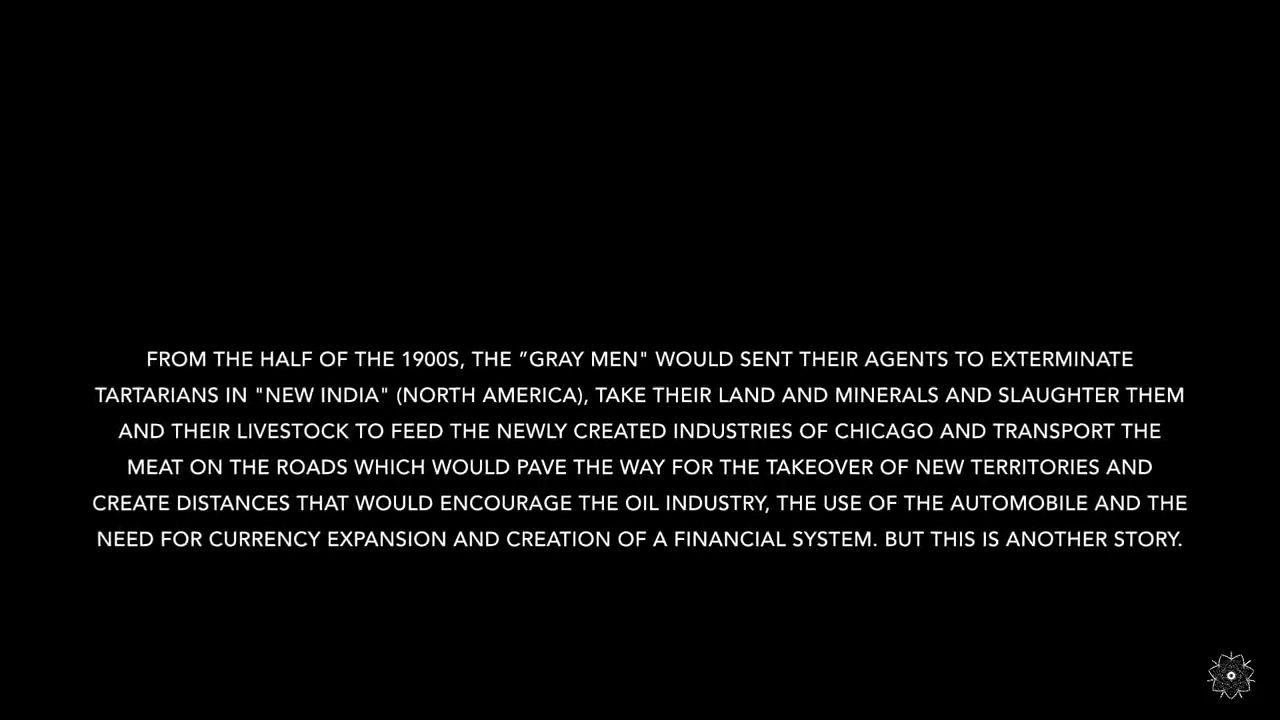 FROM THE HALF OF THE 1900S, THE ”GRAY MEN" WOULD SENT THEIR AGENTS TO EXTERMINATE
TARTARIANS IN "NEW INDIA" (NORTH AMERICA), TAKE THEIR LAND AND MINERALS AND SLAUGHTER THEM
AND THEIR LIVESTOCK TO FEED THE NEWLY CREATED INDUSTRIES OF CHICAGO AND TRANSPORT THE
MEAT ON THE ROADS WHICH WOULD PAVE THE WAY FOR THE TAKEOVER OF NEW TERRITORIES AND
CREATE DISTANCES THAT WOULD ENCOURAGE THE OIL INDUSTRY, THE USE OF THE AUTOMOBILE AND THE
NEED FOR CURRENCY EXPANSION AND CREATION OF A FINANCIAL SYSTEM. BUT THIS IS ANOTHER STORY.